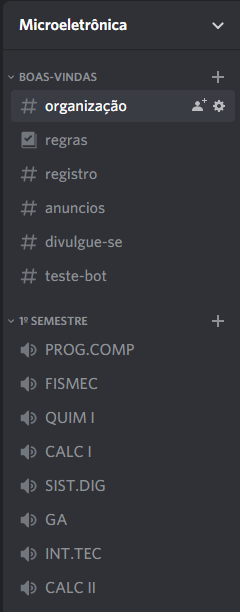 Microeletrônica
BOAS-VINDAS
organização
regras
registro
anuncios
divulgue-se
teste-bot
1º SEMESTRE
PROG.COMP
FISMEC
QUIM I
CALC I
SIST.DIG
GA
INT.TEC
CALC II